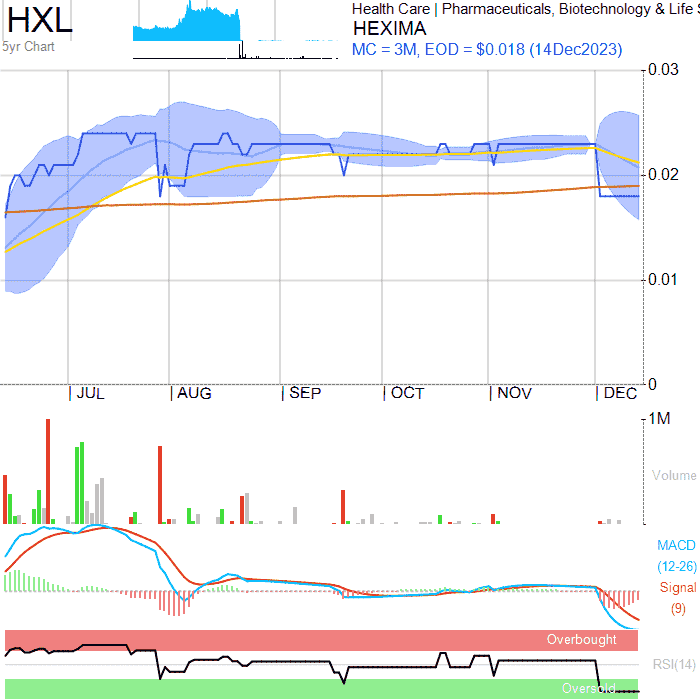 HXL
5yr Chart
Health Care | Pharmaceuticals, Biotechnology & Life S
HEXIMA
MC = 3M, EOD = $0.018 (14Dec2023)
0.03
0.02
0.01
0
| JUL | AUG | SEP | OCT | NOV | DEC
1M
Volume
MACD
(12-26)
Signal
(9)
Overbought
RSI(14)
Oversold